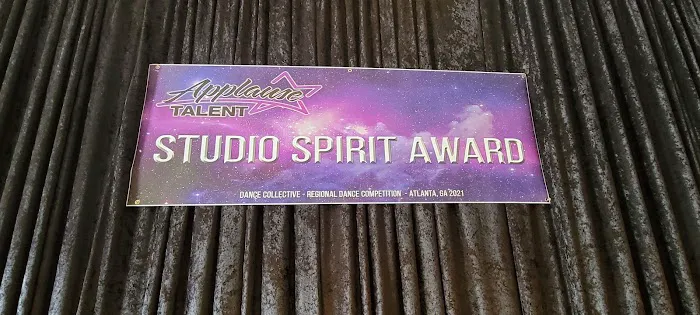 Applause
TALENT
STUDIO SPIRIT AWARD
DANCE COLLECTIVE - REGIONAL DANCE COMPETITION - ATLANTA, GA 2021